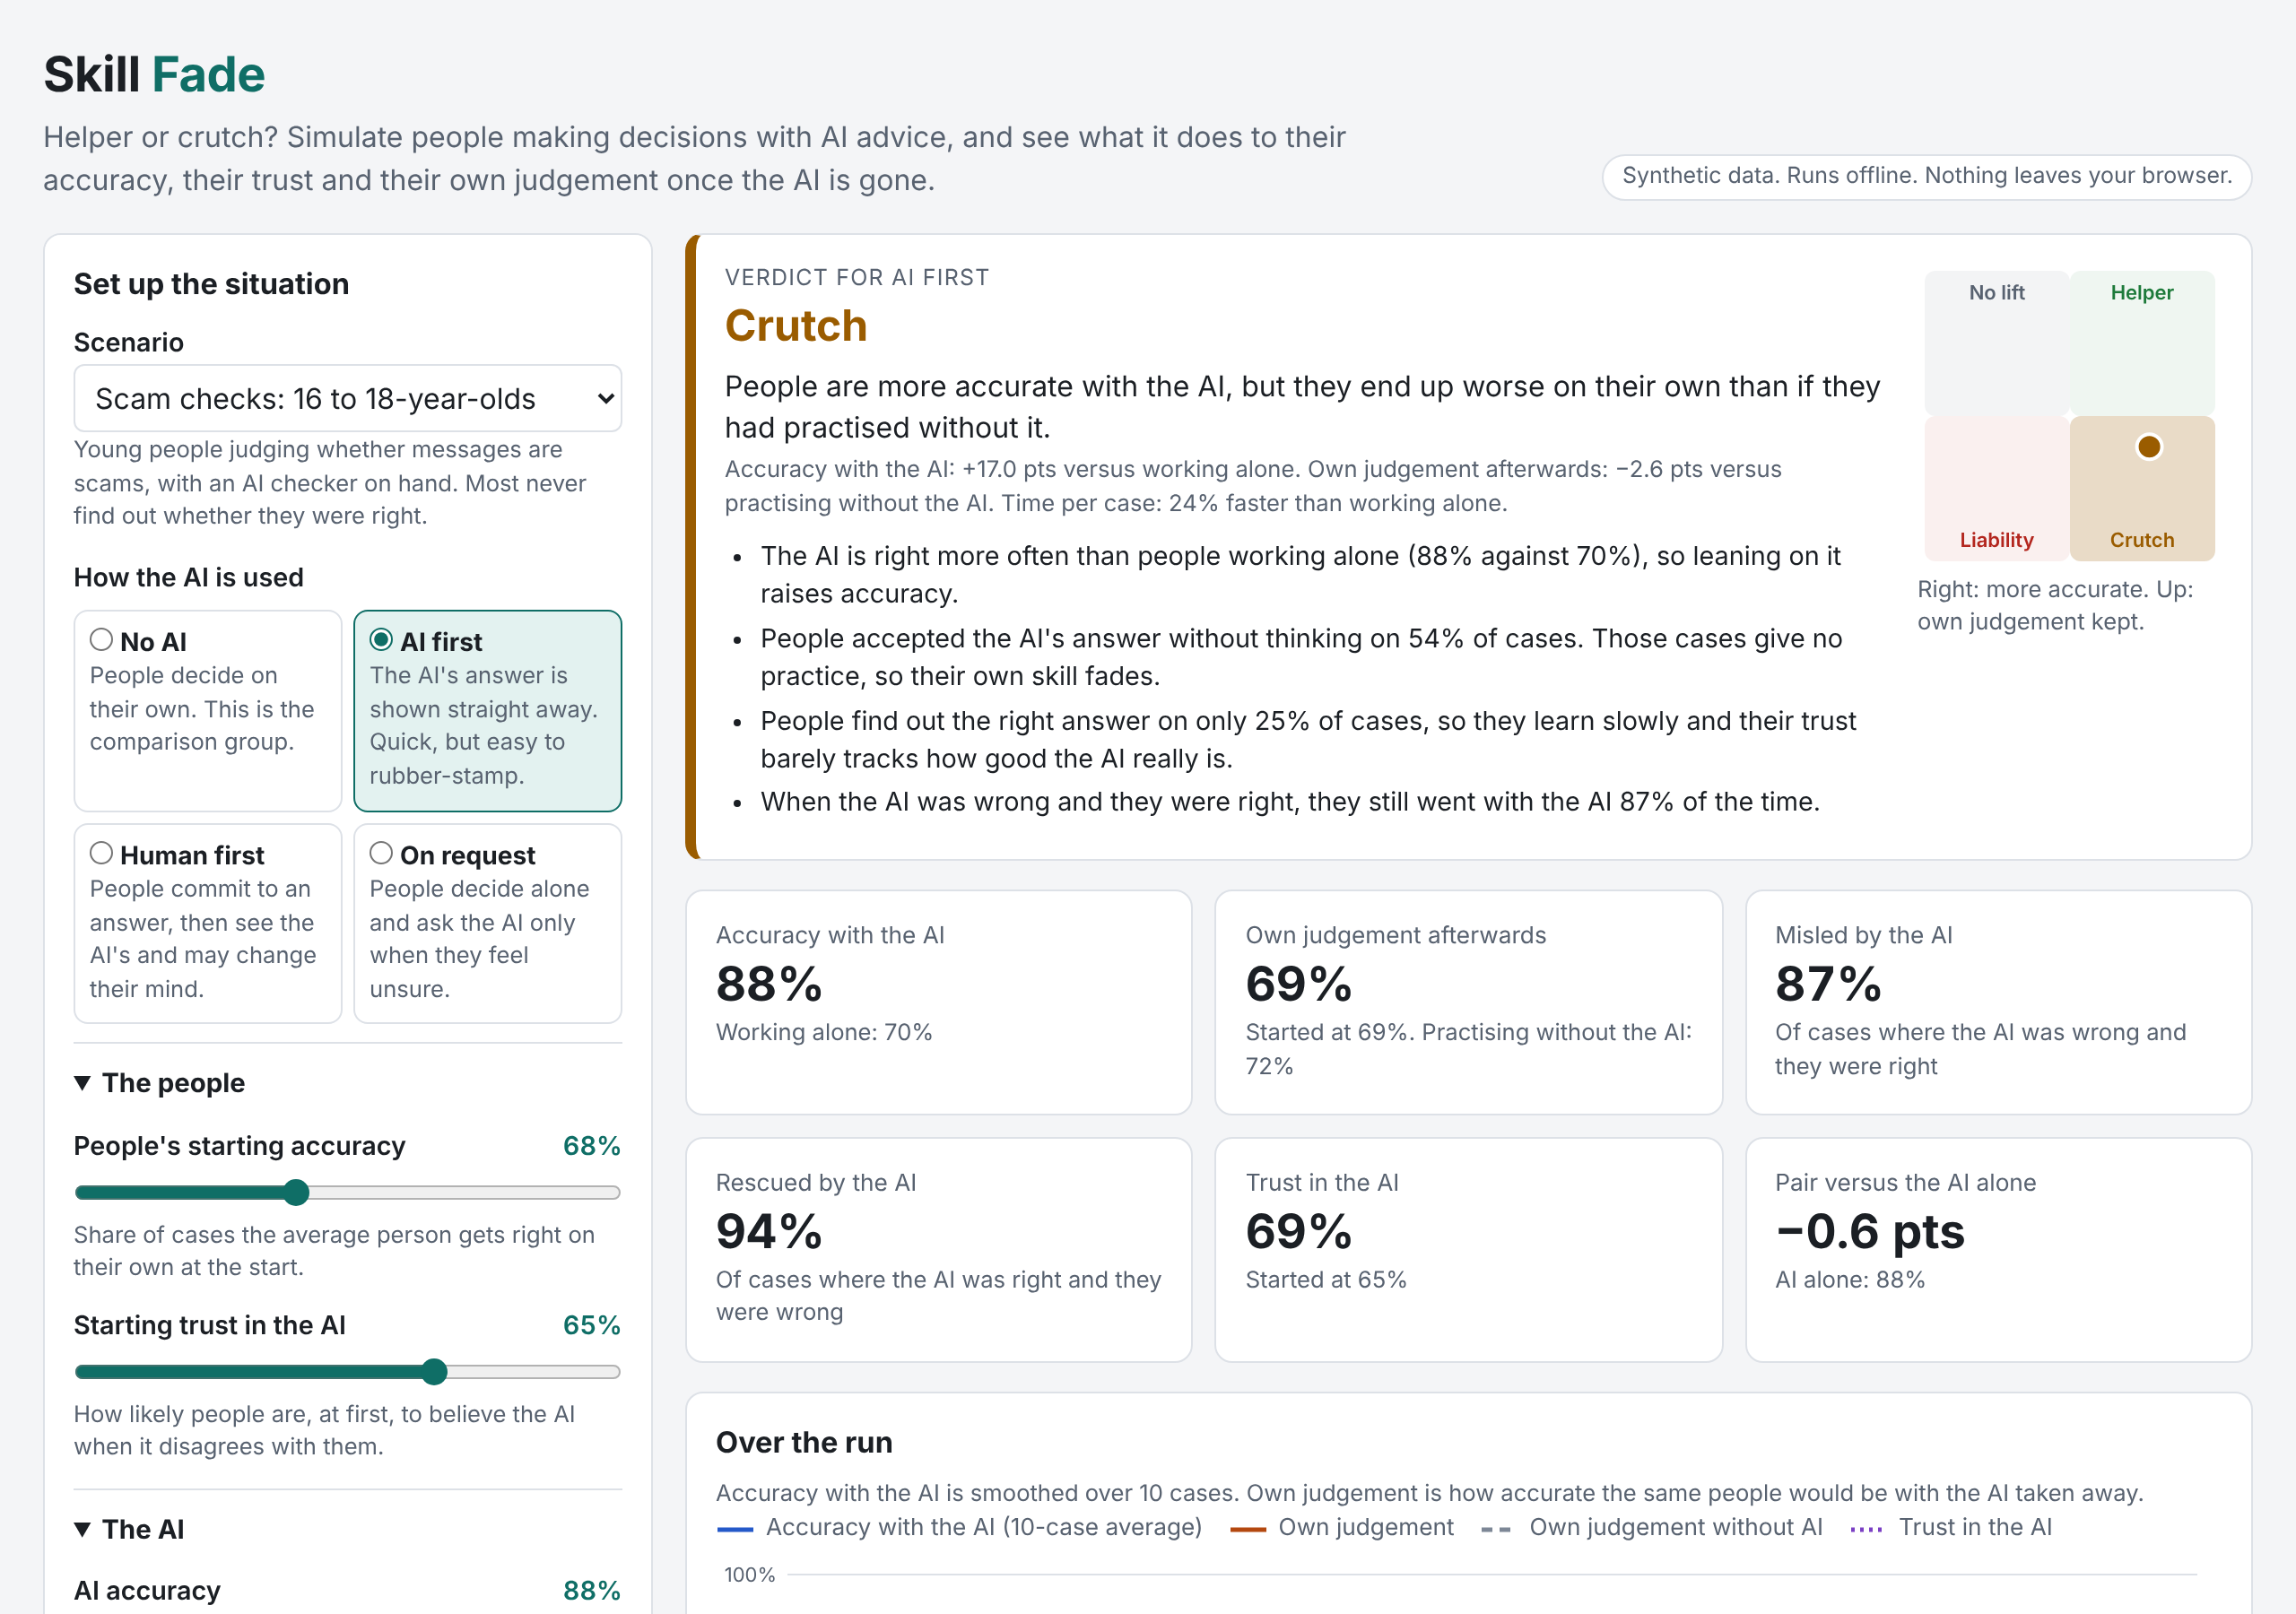 Skill Fade
Helper or crutch? Simulate people making decisions with AI advice, and see what it does to their
accuracy, their trust and their own judgement once the AI is gone.
Synthetic data. Runs offline. Nothing leaves your browser.
Set up the situation
Scenario
Scam checks: 16 to 18-year-olds
Young people judging whether messages are
scams, with an AI checker on hand. Most never
find out whether they were right.
How the AI is used
No AI
People decide on
their own. This is the
comparison group.
AI first
The AI's answer is
shown straight away.
Quick, but easy to
rubber-stamp.
Human first
People commit to an
answer, then see the
AI's and may change
their mind.
On request
People decide alone
and ask the AI only
when they feel
unsure.
The people
People's starting accuracy 68%
Share of cases the average person gets right on
their own at the start.
Starting trust in the AI 65%
How likely people are, at first, to believe the AI
when it disagrees with them.
The AI
AI accuracy 88%
VERDICT FOR AI FIRST
Crutch
People are more accurate with the AI, but they end up worse on their own than if they
had practised without it.
Accuracy with the AI: +17.0 pts versus working alone. Own judgement afterwards: −2.6 pts versus
practising without the AI. Time per case: 24% faster than working alone.
• The AI is right more often than people working alone (88% against 70%), so leaning on it
raises accuracy.
• People accepted the AI's answer without thinking on 54% of cases. Those cases give no
practice, so their own skill fades.
• People find out the right answer on only 25% of cases, so they learn slowly and their trust
barely tracks how good the AI really is.
• When the AI was wrong and they were right, they still went with the AI 87% of the time.
No lift
Helper
Liability
Crutch
Right: more accurate. Up:
own judgement kept.
Accuracy with the AI
88%
Working alone: 70%
Own judgement afterwards
69%
Started at 69%. Practising without the AI:
72%
Misled by the AI
87%
Of cases where the AI was wrong and
they were right
Rescued by the AI
94%
Of cases where the AI was right and they
were wrong
Trust in the AI
69%
Started at 65%
Pair versus the AI alone
−0.6 pts
AI alone: 88%
Over the run
Accuracy with the AI is smoothed over 10 cases. Own judgement is how accurate the same people would be with the AI taken away.
Accuracy with the AI (10-case average) Own judgement Own judgement without AI Trust in the AI
100%